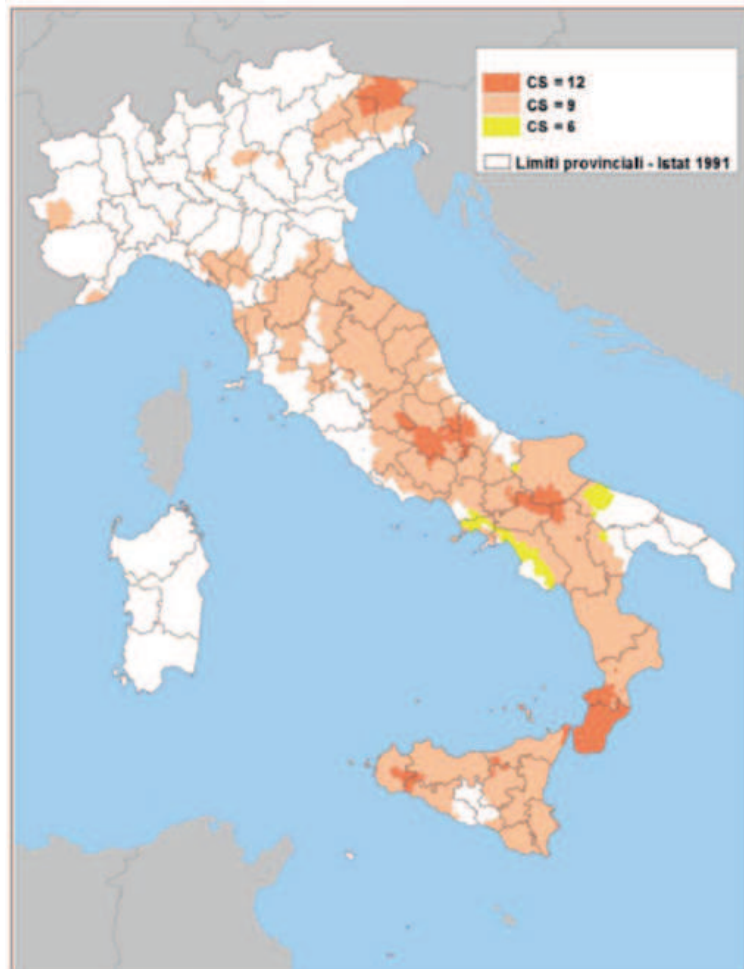 CS = 12
CS = 9
CS = 6
Limiti provinciali - Istat 1991